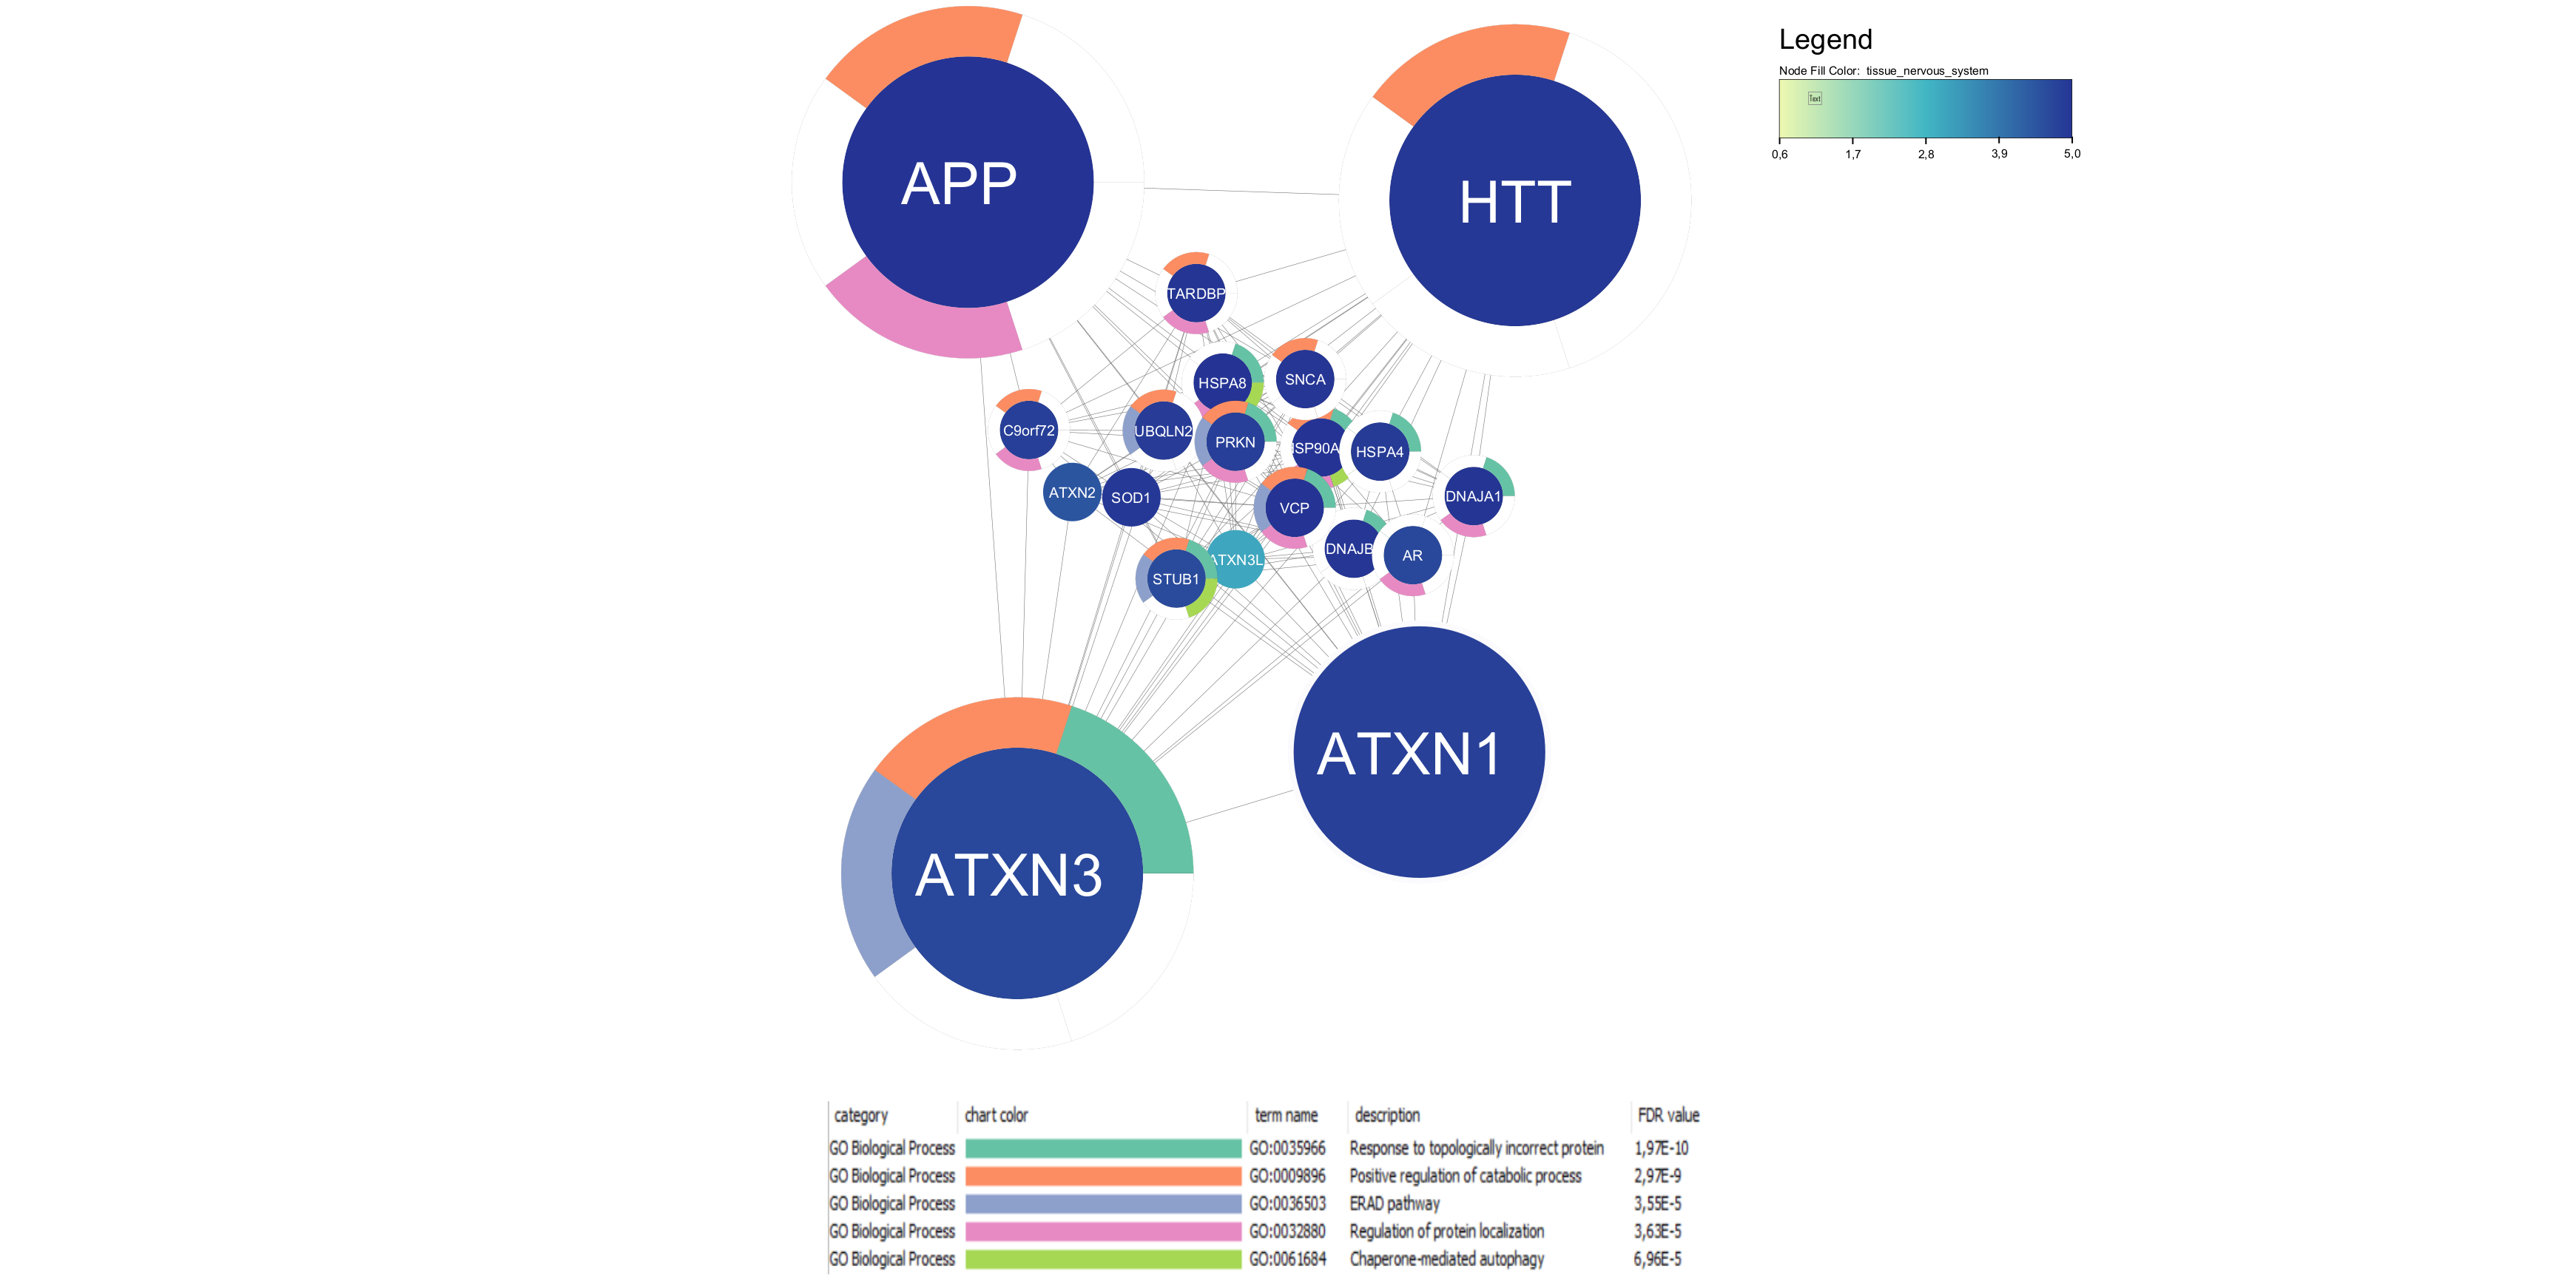 Legend
Node Fill Color: tissue_nervous_system
Text
0,6 1,7 2,8 3,9 5,0
APP
HTT
TARDBP
HSPA8
SNCA
C9orf72
UBQLN2
PRKN
HSPA4
ATXN2
SOD1
VCP
DNAJA1
DNAJB
AR
ATXN3L
STUB1
SP90A
ATXN1
ATXN3
category chart color term name description FDR value
GO Biological Process GO:0035966 Response to topologically incorrect protein 1,97E-10
GO Biological Process GO:0009896 Positive regulation of catabolic process 2,97E-9
GO Biological Process GO:0036503 ERAD pathway 3,55E-5
GO Biological Process GO:0032880 Regulation of protein localization 3,63E-5
GO Biological Process GO:0061684 Chaperone-mediated autophagy 6,96E-5